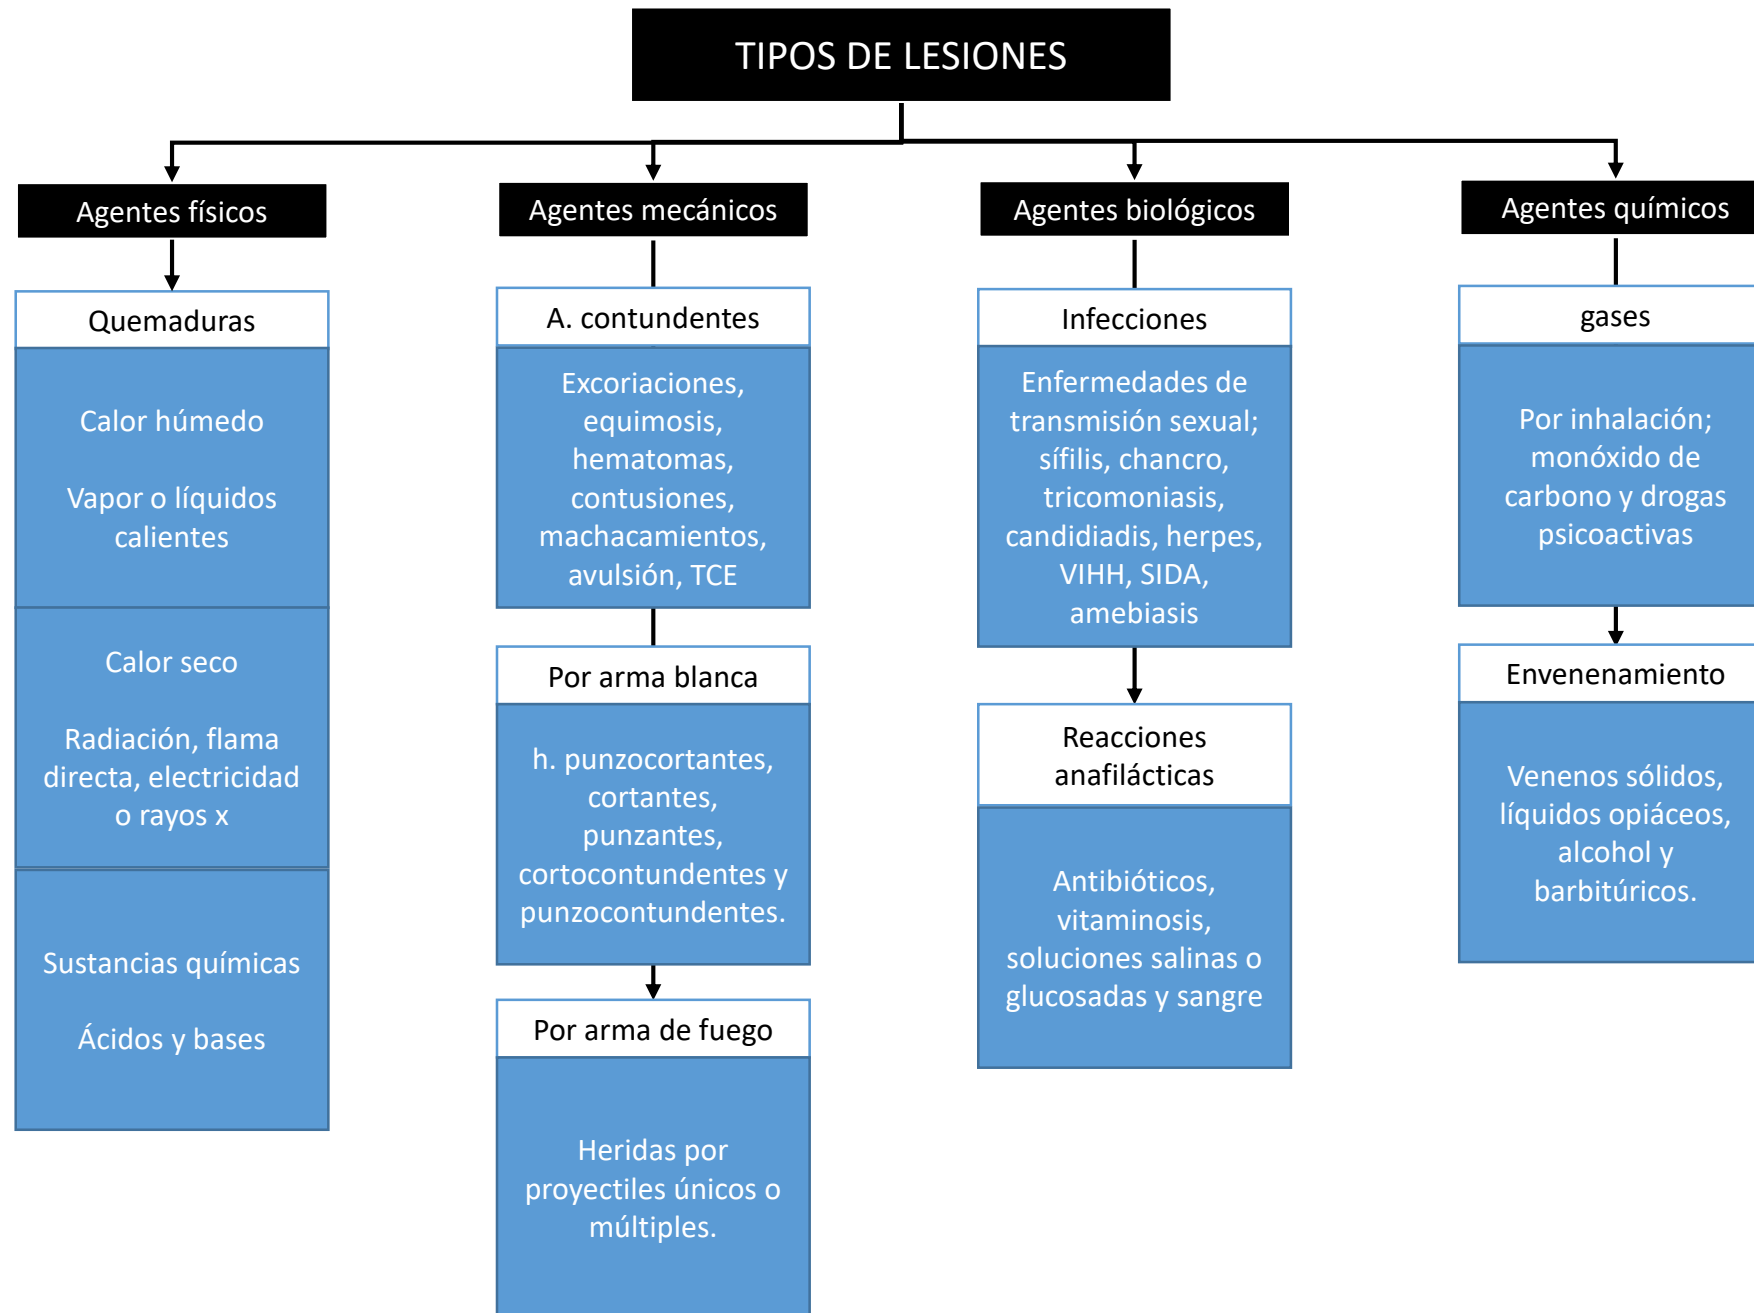 TIPOS DE LESIONES
Agentes físicos
Quemaduras
Calor húmedo
Vapor o líquidos
calientes
Calor seco
Radiación, flama
directa, electricidad
o rayos x
Sustancias químicas
Ácidos y bases
Agentes mecánicos
A. contundentes
Excoriaciones,
equimosis,
hematomas,
contusiones,
machacamientos,
avulsión, TCE
Por arma blanca
h. punzocortantes,
cortantes,
punzantes,
cortocontundentes y
punzocontundentes.
Por arma de fuego
Heridas por
proyectiles únicos o
múltiples.
Agentes biológicos
Infecciones
Enfermedades de
transmisión sexual;
sífilis, chancro,
tricomoniasis,
candidiadis, herpes,
VIHH, SIDA,
amebiasis
Reacciones
anafilácticas
Antibióticos,
vitaminosis,
soluciones salinas o
glucosadas y sangre
Agentes químicos
gases
Por inhalación;
monóxido de
carbono y drogas
psicoactivas
Envenenamiento
Venenos sólidos,
líquidos opiáceos,
alcohol y
barbitúricos.